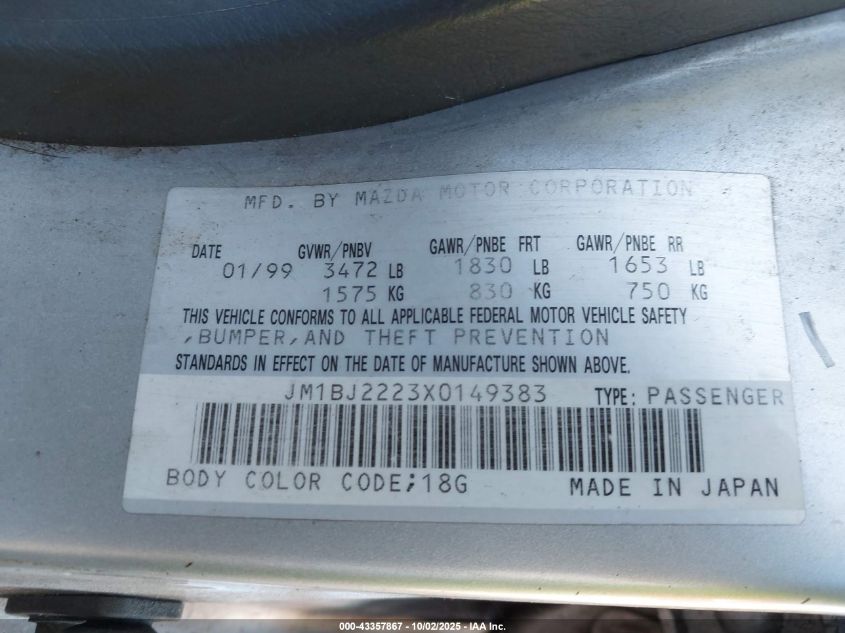 MFD. BY MAZDA MOTOR CORPORATION
DATE GVWR/PNBV GAWR/PNBE FRT GAWR/PNBE RR
01/99 3472 LB 1830 LB 1653 LB
1575 KG 830 KG 750 KG
THIS VEHICLE CONFORMS TO ALL APPLICABLE FEDERAL MOTOR VEHICLE SAFETY
,BUMPER,AND THEFT PREVENTION
STANDARDS IN EFFECT ON THE DATE OF MANUFACTURE SHOWN ABOVE.
JM1BJ2223X0149383 TYPE: PASSENGER
BODY COLOR CODE;18G MADE IN JAPAN
000-43357867 - 10/02/2025 - IAA Inc.